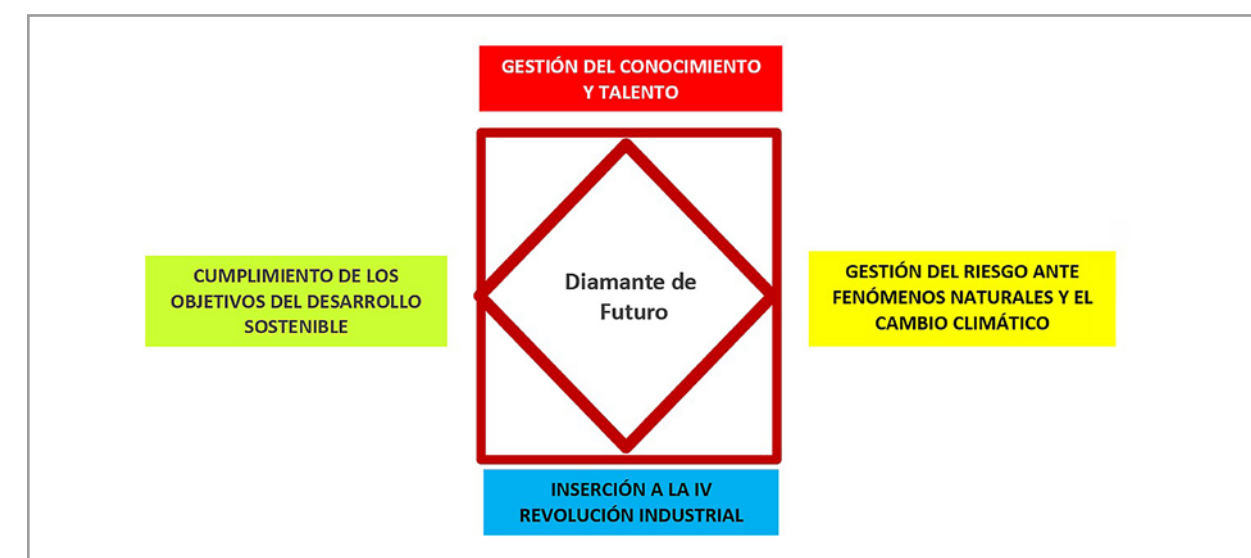 GESTIÓN DEL CONOCIMIENTO
Y TALENTO
CUMPLIMIENTO DE LOS
OBJETIVOS DEL DESARROLLO
SOSTENIBLE
Diamante de
Futuro
GESTIÓN DEL RIESGO ANTE
FENÓMENOS NATURALES Y EL
CAMBIO CLIMÁTICO
INSERCIÓN A LA IV
REVOLUCIÓN INDUSTRIAL